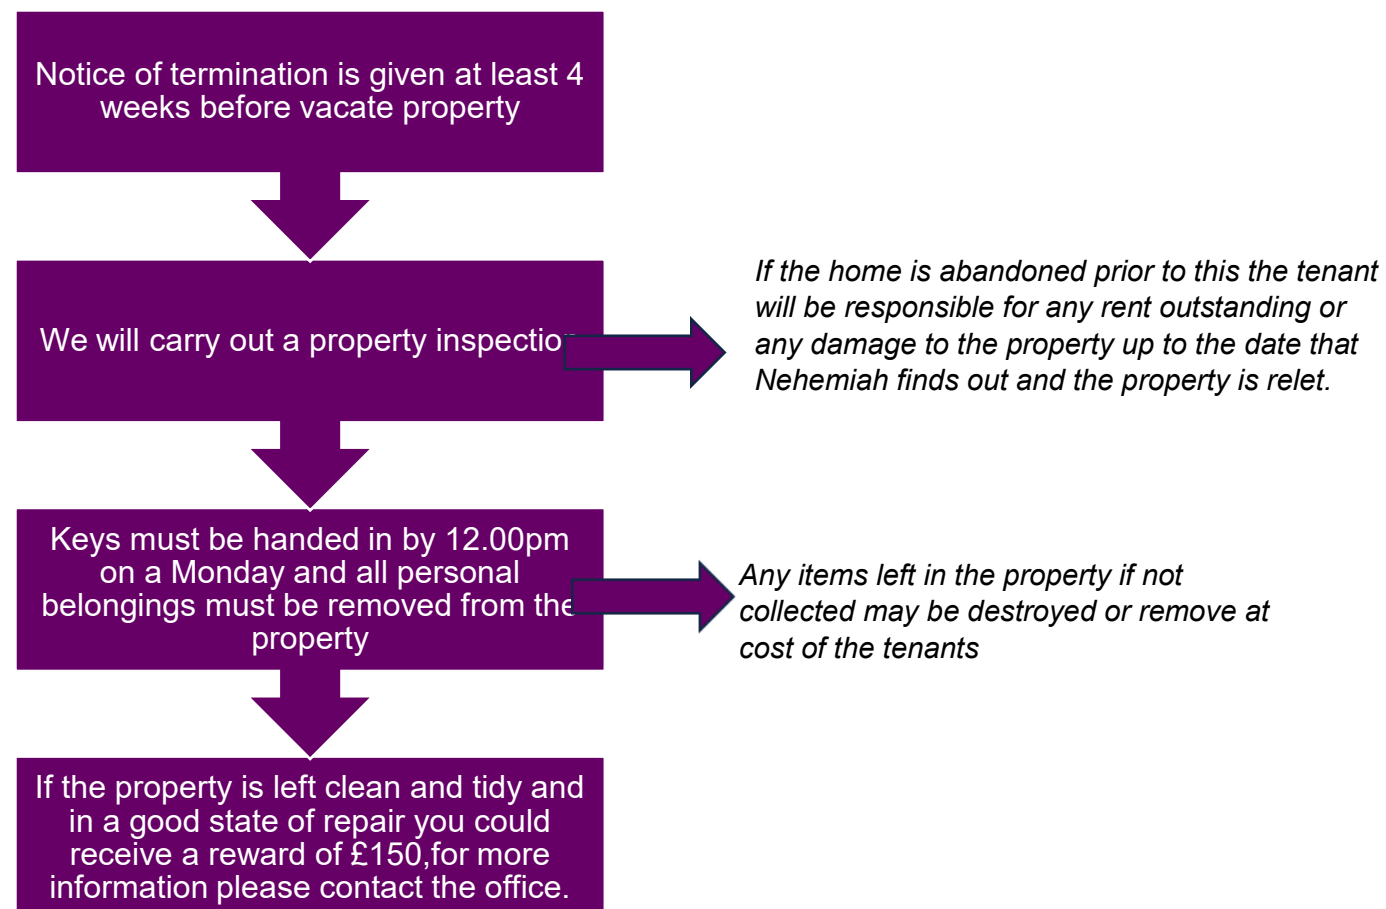 Notice of termination is given at least 4
weeks before vacate property
We will carry out a property inspection
If the home is abandoned prior to this the tenant
will be responsible for any rent outstanding or
any damage to the property up to the date that
Nehemiah finds out and the property is relet.
Keys must be handed in by 12.00pm
on a Monday and all personal
belongings must be removed from the
property
Any items left in the property if not
collected may be destroyed or remove at
cost of the tenants
If the property is left clean and tidy and
in a good state of repair you could
receive a reward of £150,for more
information please contact the office.